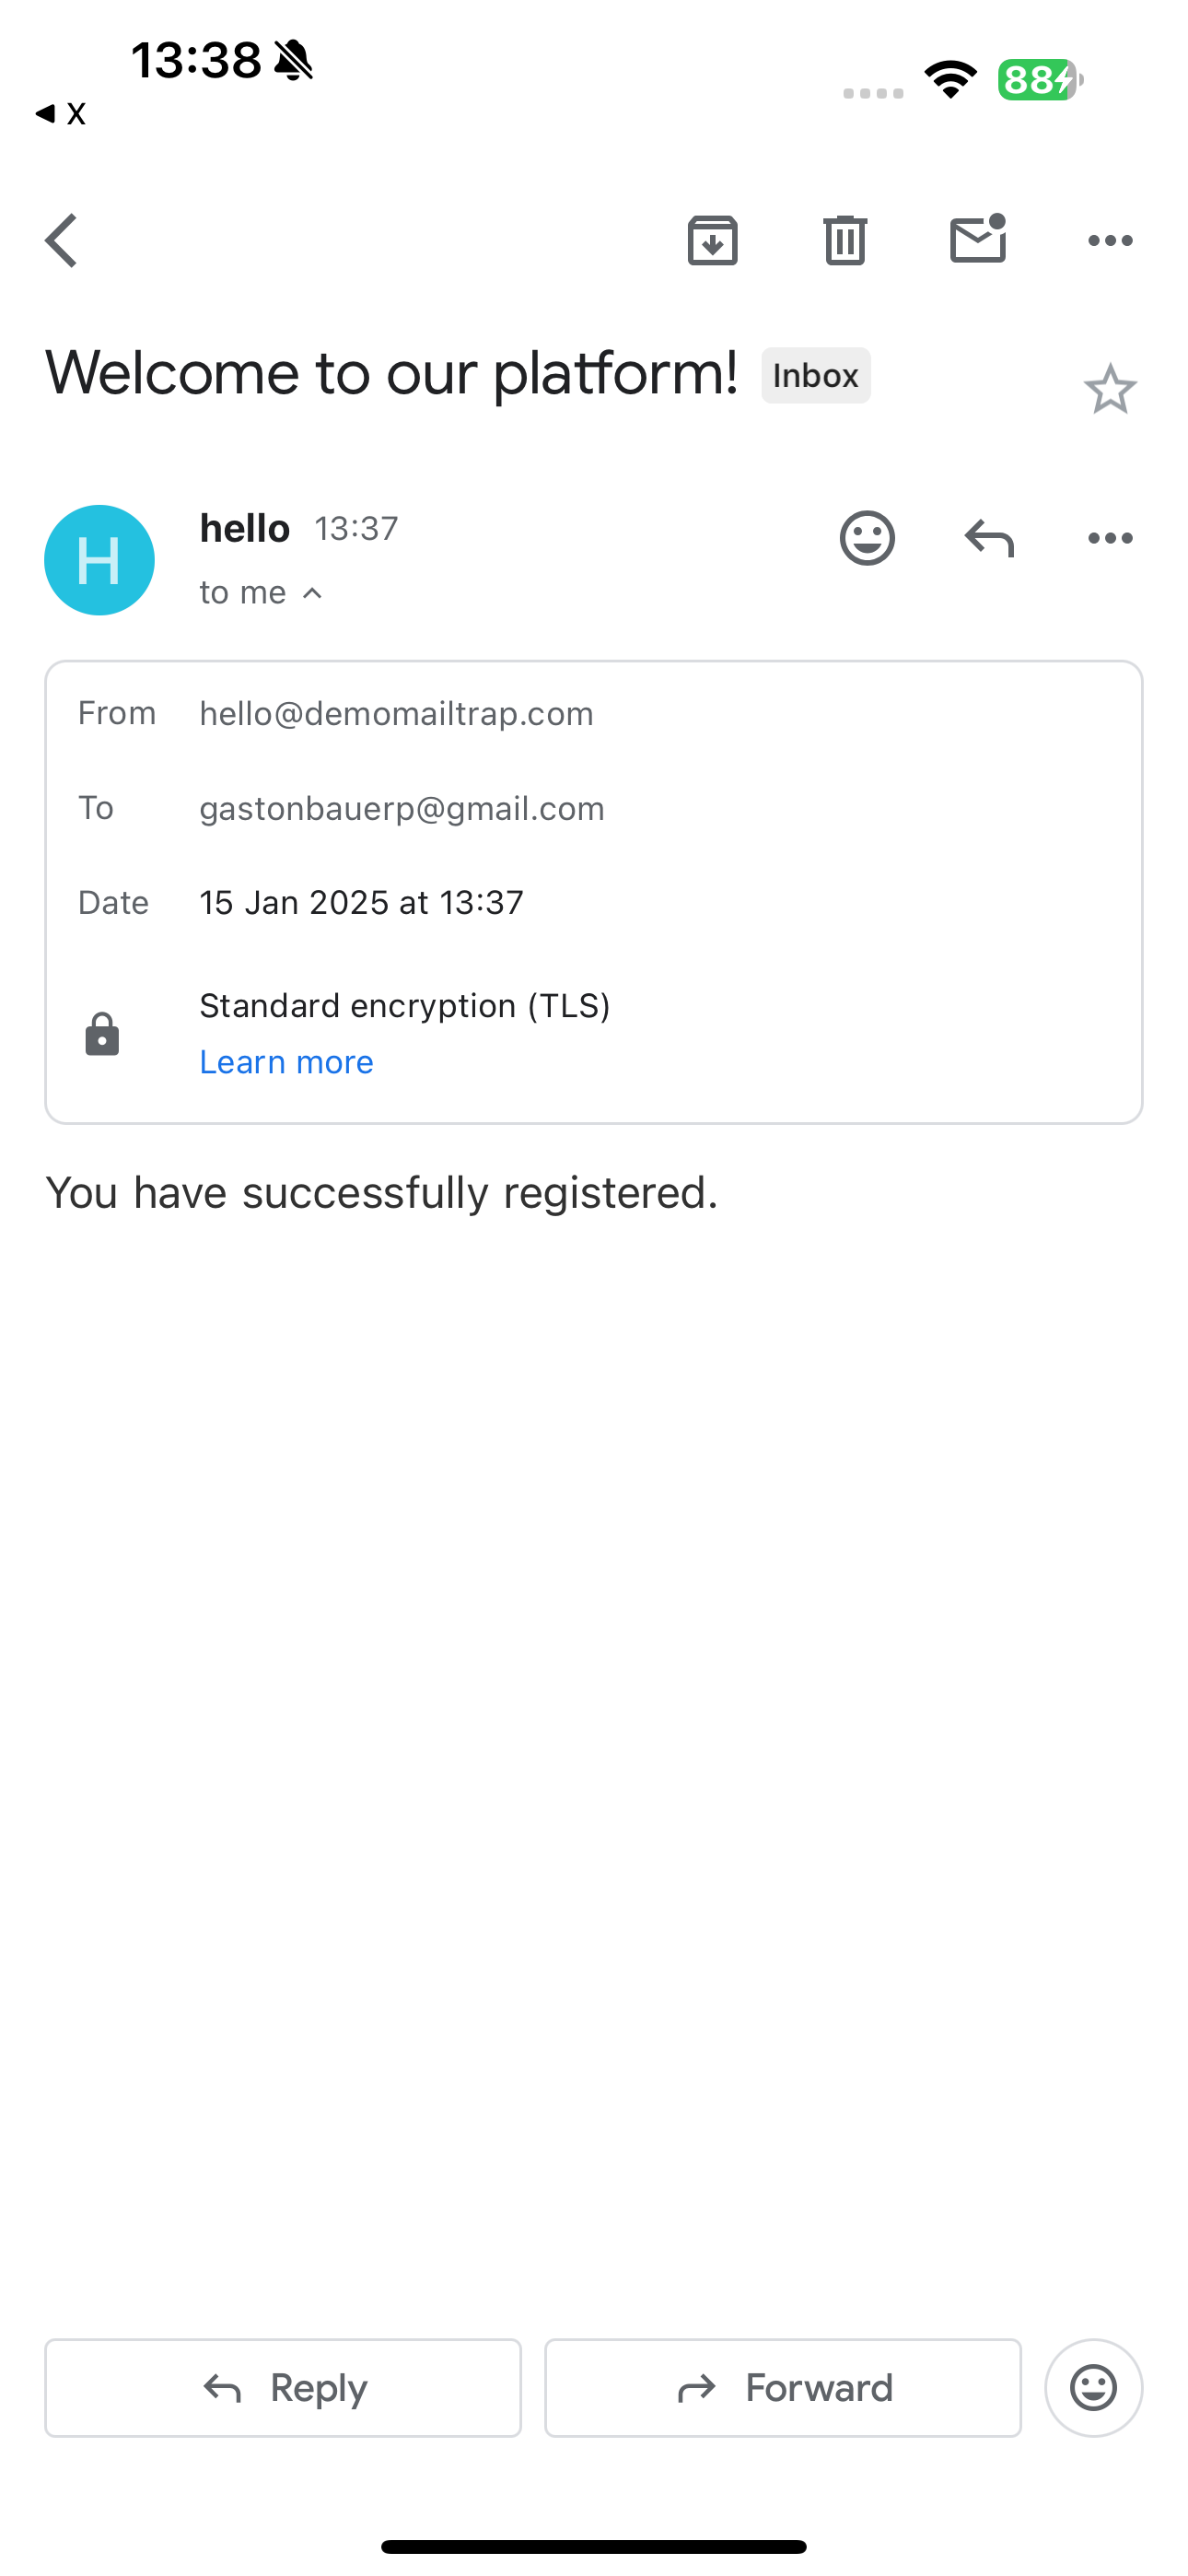 13:38
88
X
Welcome to our platform!
Inbox
H
hello 13:37
to me
From hello@demomailtrap.com
To gastonbauerp@gmail.com
Date 15 Jan 2025 at 13:37
Standard encryption (TLS)
Learn more
You have successfully registered.
Reply
Forward